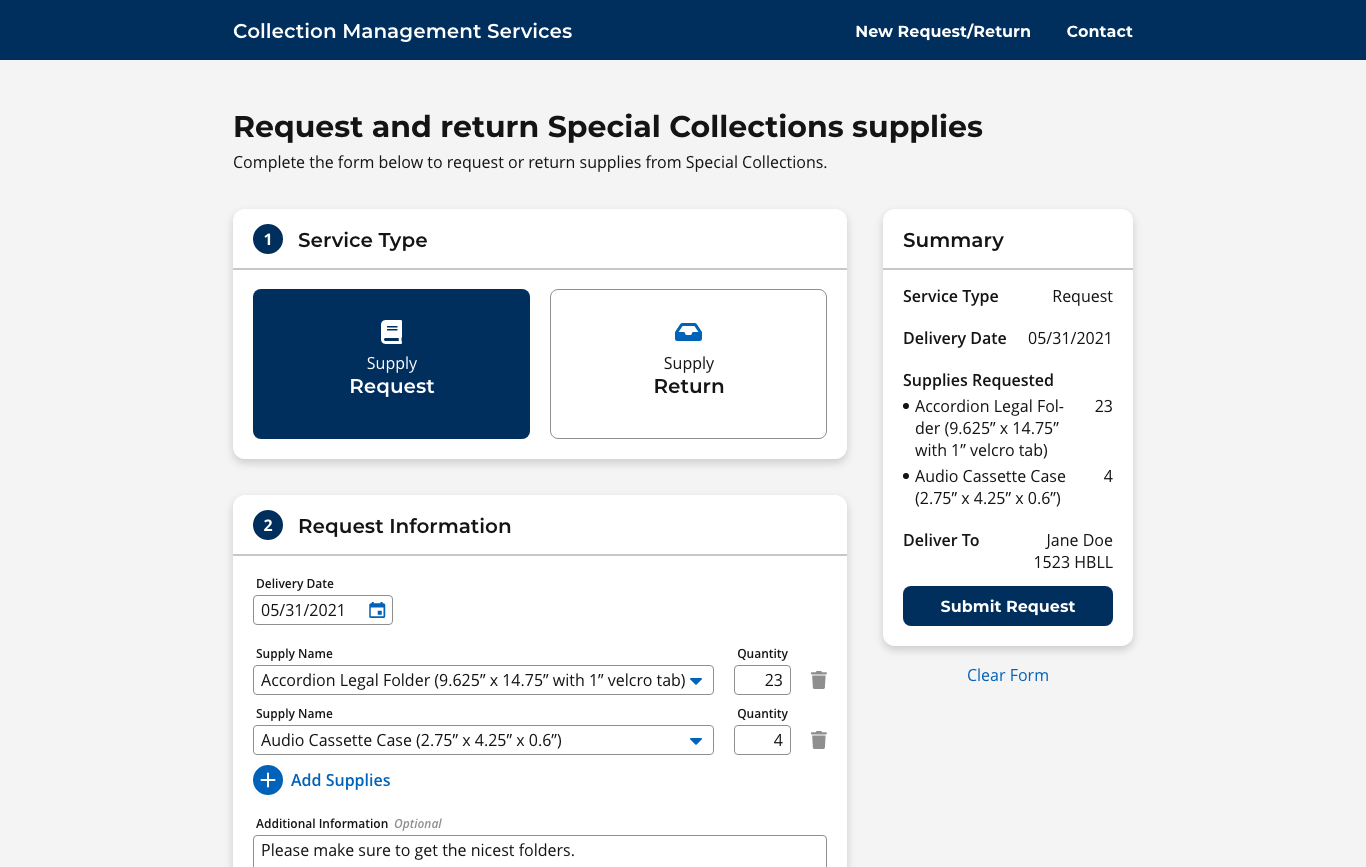 Collection Management Services
New Request/Return
Contact
Request and return Special Collections supplies
Complete the form below to request or return supplies from Special Collections.
1 Service Type
Supply
Request
Supply
Return
2 Request Information
Delivery Date
05/31/2021
Supply Name Quantity
Accordion Legal Folder (9.625” x 14.75” with 1” velcro tab) 23
Supply Name Quantity
Audio Cassette Case (2.75” x 4.25” x 0.6”) 4
Add Supplies
Additional Information Optional
Please make sure to get the nicest folders.
Summary
Service Type Request
Delivery Date 05/31/2021
Supplies Requested
• Accordion Legal Fol- 23
der (9.625” x 14.75”
with 1” velcro tab)
• Audio Cassette Case 4
(2.75” x 4.25” x 0.6”)
Deliver To Jane Doe
1523 HBLL
Submit Request
Clear Form